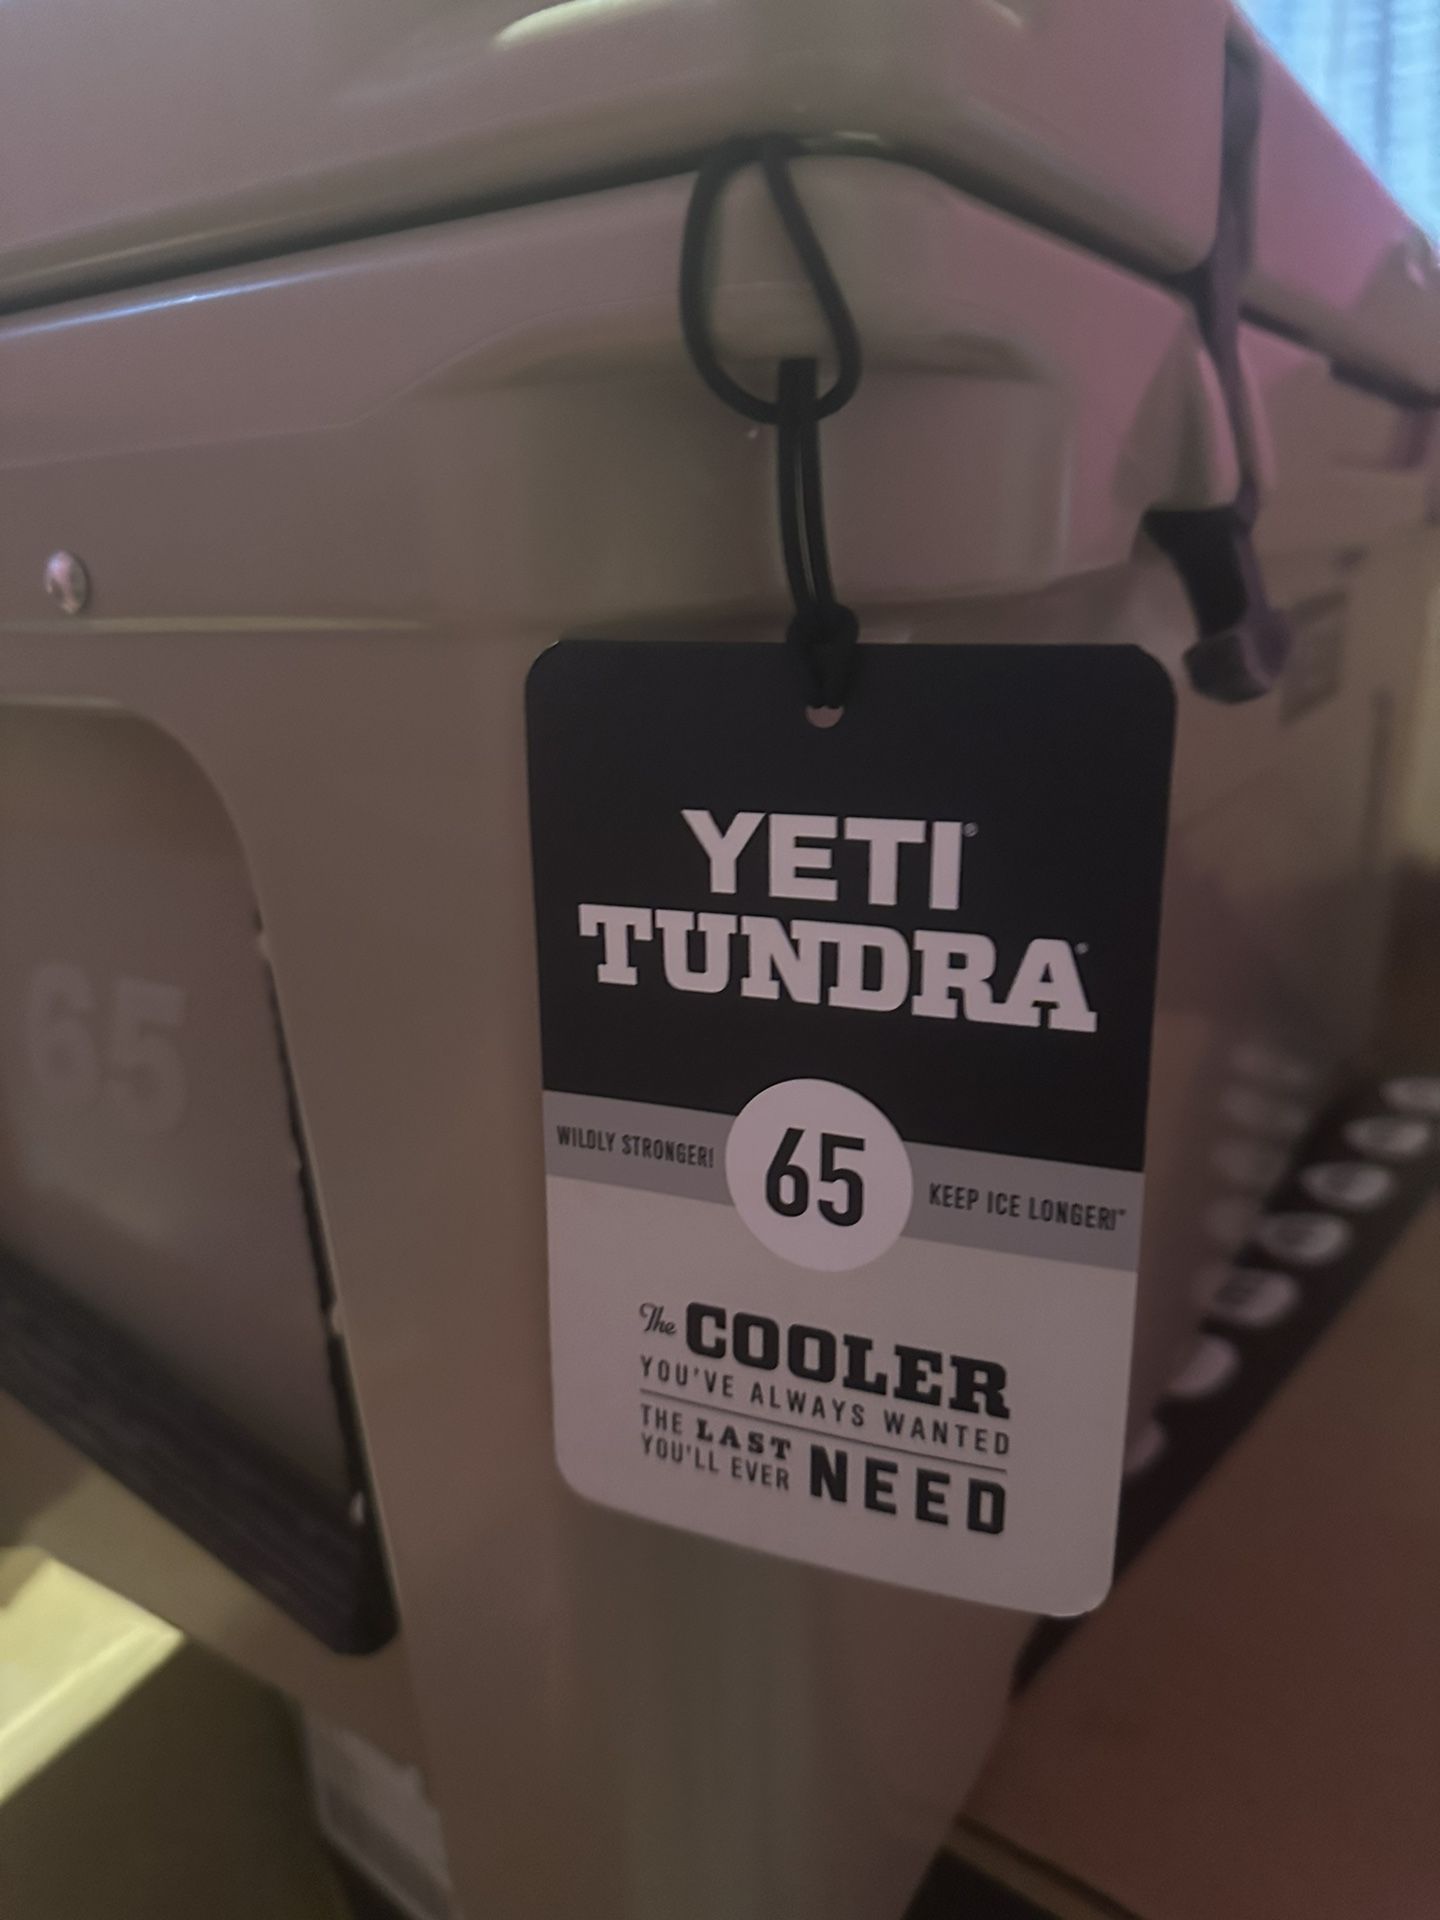 YETI®
TUNDRA®
WILDLY STRONGER! 65 KEEP ICE LONGER!™
The COOLER
YOU'VE ALWAYS WANTED
THE LAST
YOU'LL EVER NEED
65